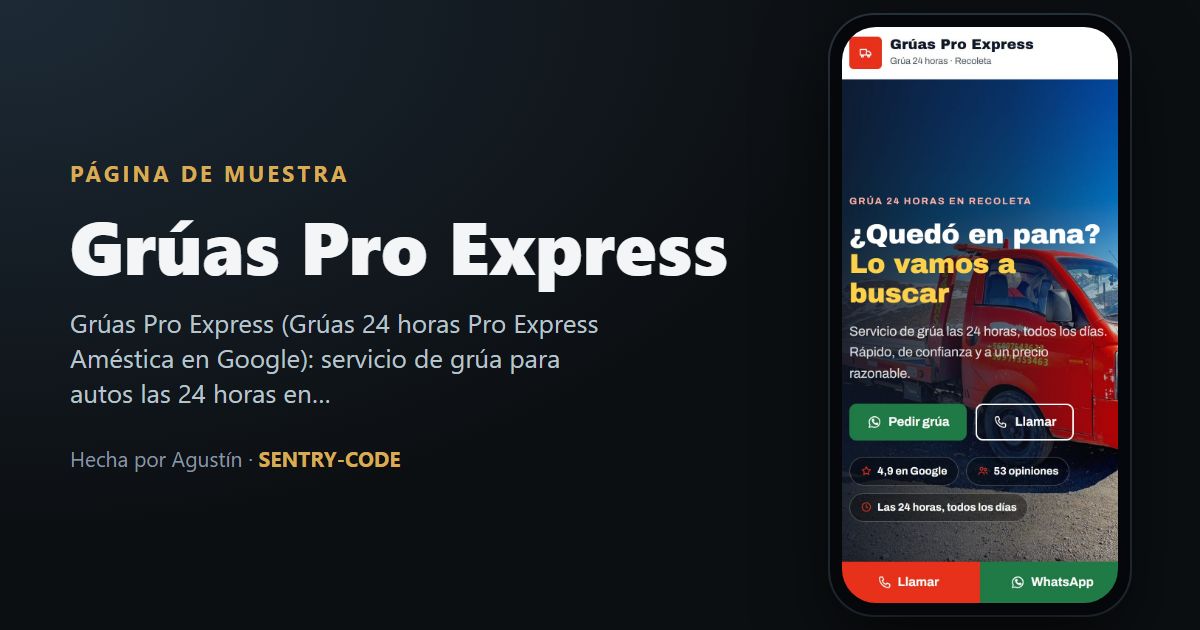 PÁGINA DE MUESTRA
Grúas Pro Express
Grúas Pro Express (Grúas 24 horas Pro Express
Améstica en Google): servicio de grúa para
autos las 24 horas en...
Hecha por Agustín · SENTRY-CODE
Grúas Pro Express
Grúa 24 horas · Recoleta
GRÚA 24 HORAS EN RECOLETA
¿Quedó en pana?
Lo vamos a
buscar
Servicio de grúa las 24 horas, todos los días.
Rápido, de confianza y a un precio
razonable.
Pedir grúa
Llamar
4,9 en Google
53 opiniones
Las 24 horas, todos los días
Llamar
WhatsApp